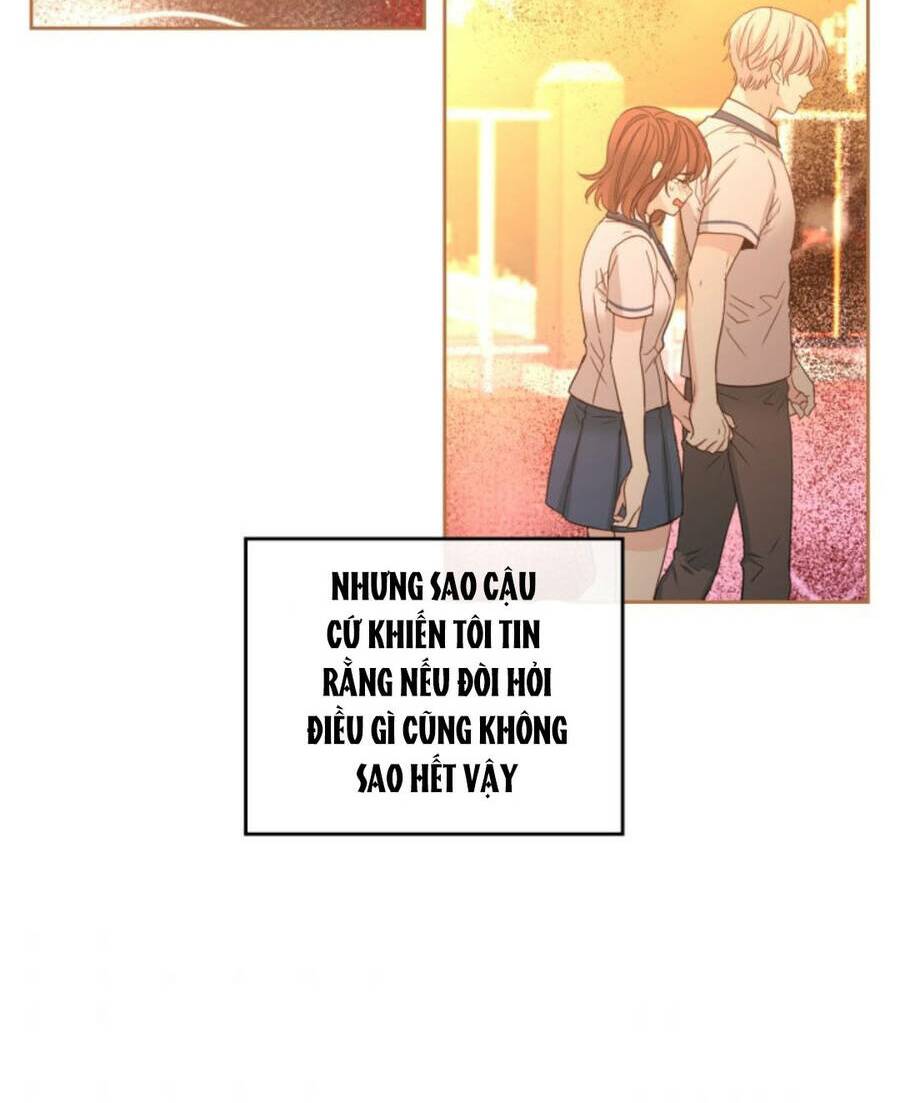 NHƯNG SAO CẬU
CỨ KHIẾN TÔI TIN
RẰNG NẾU ĐÒI HỎI
ĐIỀU GÌ CŨNG KHÔNG
SAO HẾT VẬY